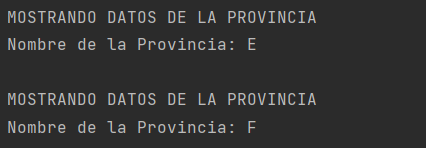 MOSTRANDO DATOS DE LA PROVINCIA
Nombre de la Provincia: E
MOSTRANDO DATOS DE LA PROVINCIA
Nombre de la Provincia: F